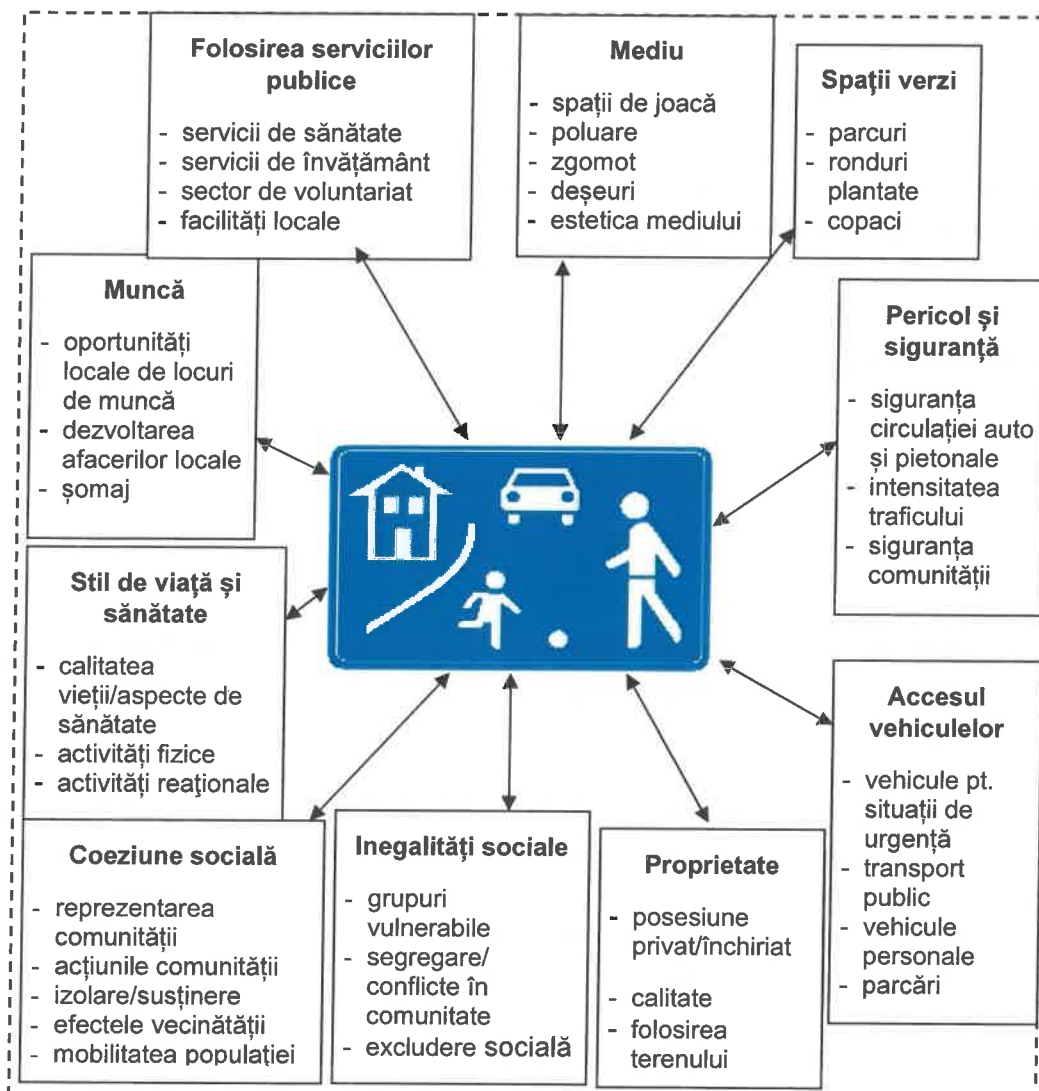 Folosirea serviciilor
publice
- servicii de sănătate
- servicii de învățământ
- sector de voluntariat
- facilități locale
Mediu
- spații de joacă
- poluare
- zgomot
- deșeuri
- estetica mediului
Spații verzi
- parcuri
- ronduri
plantate
- copaci
Muncă
- oportunități
locale de locuri
de muncă
- dezvoltarea
afacerilor locale
- șomaj
Pericol și
siguranță
- siguranța
circulației auto
și pietonale
- intensitatea
traficului
- siguranța
comunității
Stil de viață și
sănătate
- calitatea
vieții/aspecte de
sănătate
- activități fizice
- activități reaţionale
Accesul
vehiculelor
- vehicule pt.
situații de
urgență
- transport
public
- vehicule
personale
- parcări
Coeziune socială
- reprezentarea
comunității
- acțiunile comunității
- izolare/susținere
- efectele vecinătății
- mobilitatea populației
Inegalități sociale
- grupuri
vulnerabile
- segregare/
conflicte în
comunitate
- excludere socială
Proprietate
- posesiune
privat/închiriat
- calitate
- folosirea
terenului